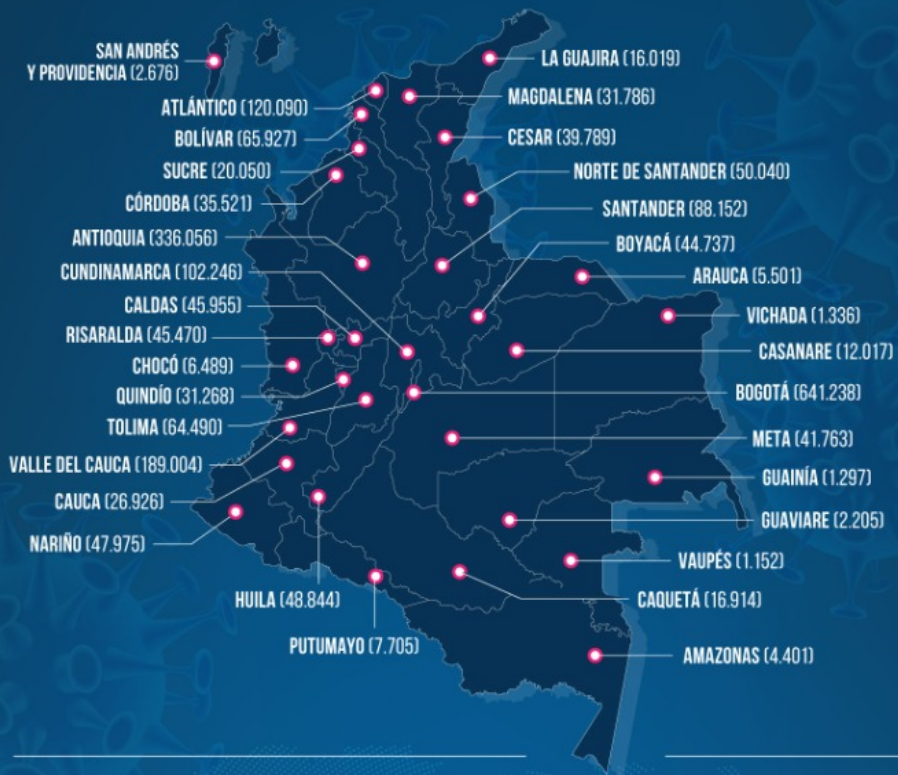 SAN ANDRÉS
Y PROVIDENCIA (2.676)
ATLÁNTICO (120.090)
BOLÍVAR (65.927)
SUCRE (20.050)
CÓRDOBA (35.521)
ANTIOQUIA (336.056)
CUNDINAMARCA (102.246)
CALDAS (45.955)
RISARALDA (45.470)
CHOCÓ (6.489)
QUINDÍO (31.268)
TOLIMA (64.490)
VALLE DEL CAUCA (189.004)
CAUCA (26.926)
NARIÑO (47.975)
HUILA (48.844)
PUTUMAYO (7.705)
LA GUAJIRA (16.019)
MAGDALENA (31.786)
CESAR (39.789)
NORTE DE SANTANDER (50.040)
SANTANDER (88.152)
BOYACÁ (44.737)
ARAUCA (5.501)
VICHADA (1.336)
CASANARE (12.017)
BOGOTÁ (641.238)
META (41.763)
GUAINÍA (1.297)
GUAVIARE (2.205)
VAUPÉS (1.152)
CAQUETÁ (16.914)
AMAZONAS (4.401)